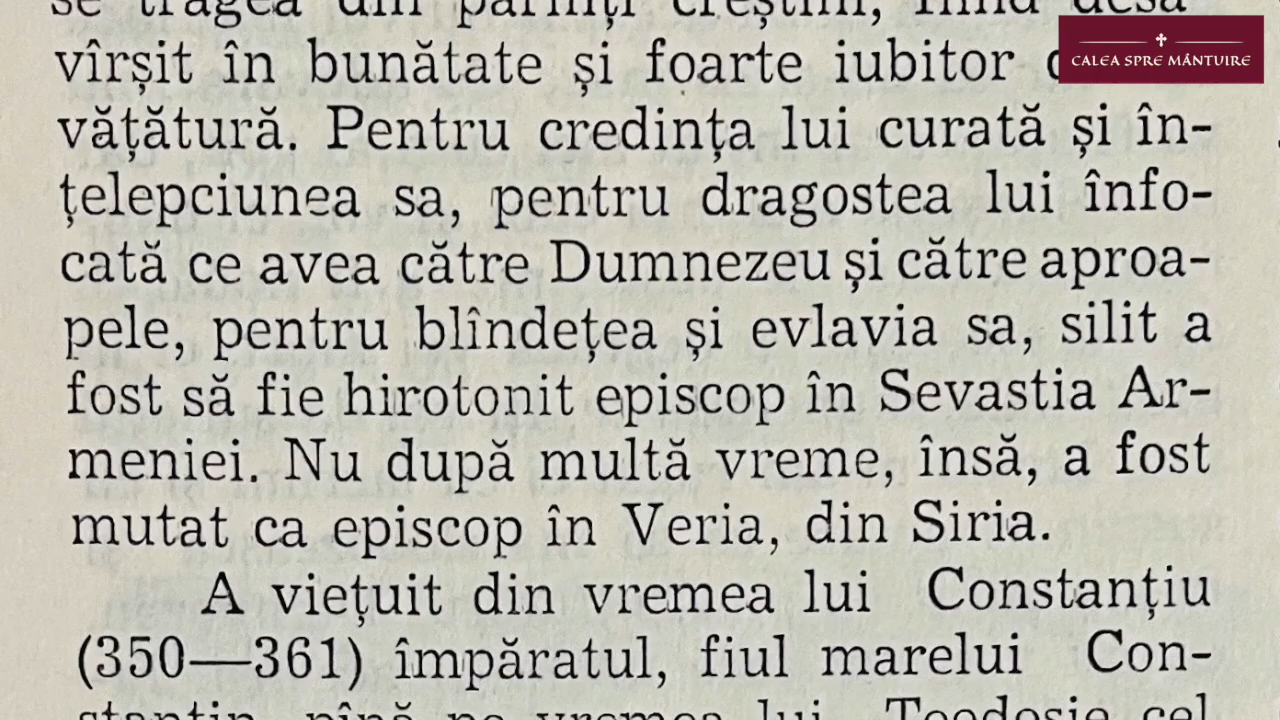 se tragea din părinți creștini, fiind desă-
vîrșit în bunătate și foarte iubitor
CALEA SPRE MÂNTUIRE
vățătură. Pentru credința lui curată și în-
țelepciunea sa, pentru dragostea lui înfo-
cată ce avea către Dumnezeu și către aproa-
pele, pentru blîndețea și evlavia sa, silit a
fost să fie hirotonit episcop în Sevastia Ar-
meniei. Nu după multă vreme, însă, a fost
mutat ca episcop în Veria, din Siria.
A viețuit din vremea lui Constanțiu
(350—361) împăratul, fiul marelui Con-
stantin, pînă pe vremea lui Teodosie cel